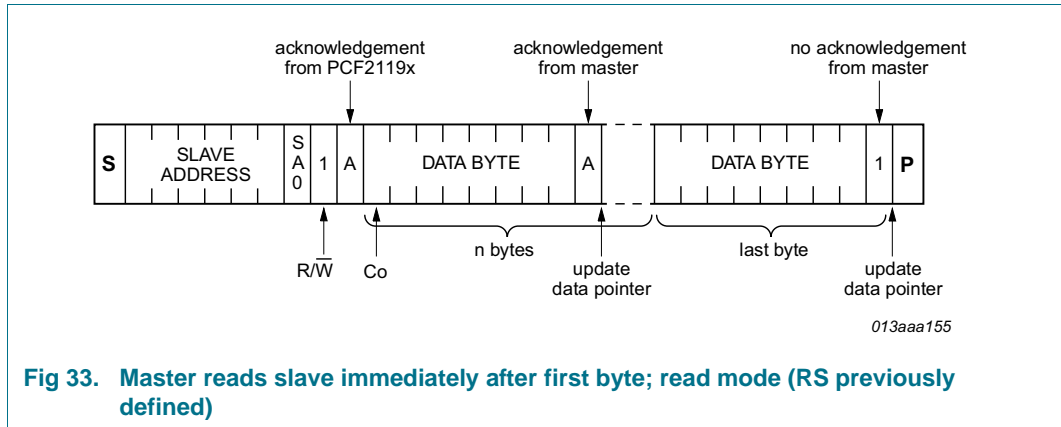 acknowledgement
from PCF2119x
acknowledgement
from master
no acknowledgement
from master
S
SLAVE
ADDRESS
S
A
0
1
A
DATA BYTE
A
DATA BYTE
1
P
R/W̅
Co
n bytes
update
data pointer
last byte
update
data pointer
013aaa155
Fig 33. Master reads slave immediately after first byte; read mode (RS previously
defined)